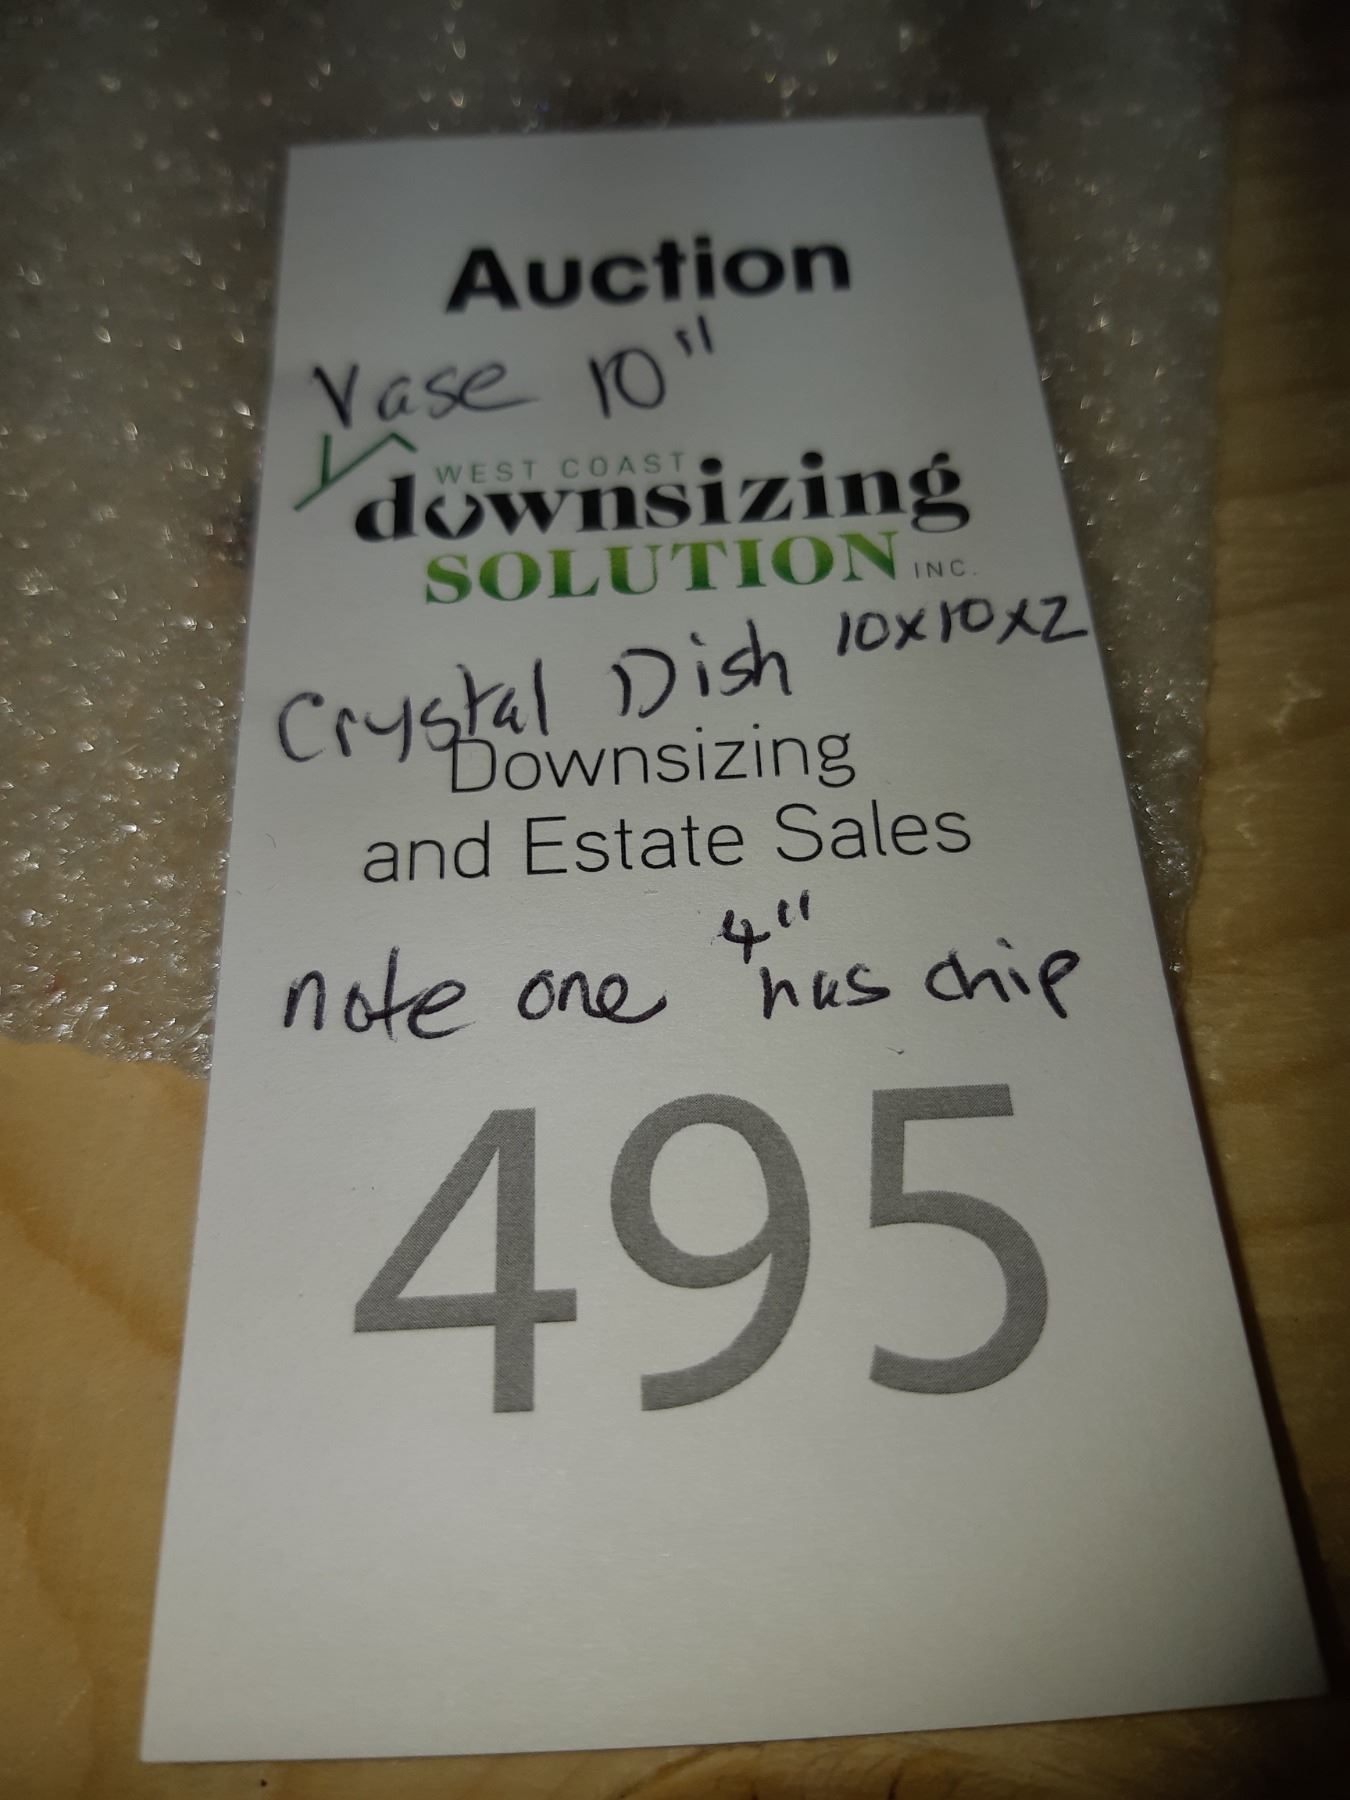 Auction
Vase 10"
WEST COAST
downsizing
SOLUTION INC.
Crystal Dish 10x10x2
Downsizing
and Estate Sales
note one 4" has chip
495